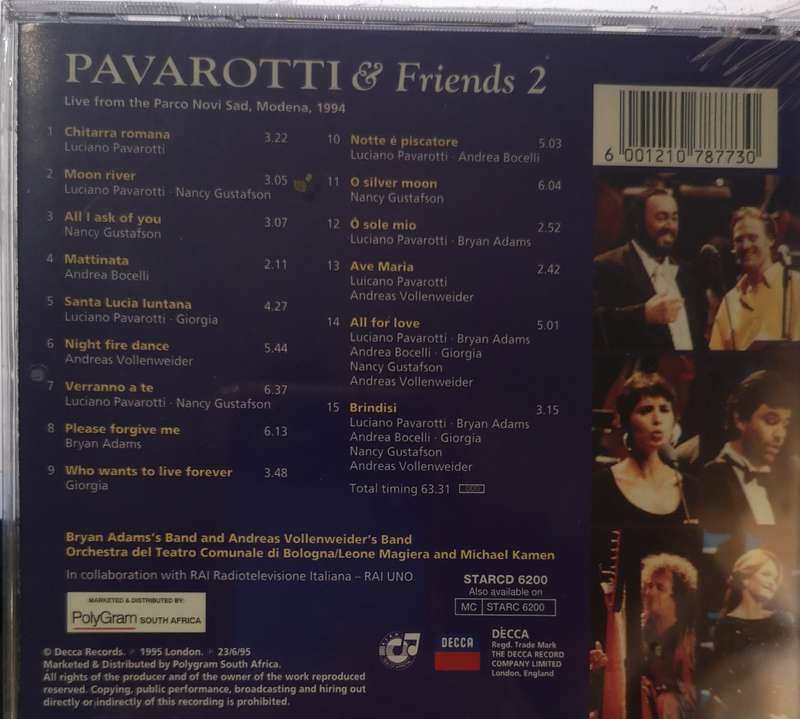 PAVAROTTI & Friends 2
Live from the Parco Novi Sad, Modena, 1994
1 Chitarra romana 3.22
Luciano Pavarotti
2 Moon river 3.05
Luciano Pavarotti · Nancy Gustafson
3 All I ask of you 3.07
Nancy Gustafson
4 Mattinata 2.11
Andrea Bocelli
5 Santa Lucia luntana 4.27
Luciano Pavarotti · Giorgia
6 Night fire dance 5.44
Andreas Vollenweider
7 Verranno a te 6.37
Luciano Pavarotti · Nancy Gustafson
8 Please forgive me 6.13
Bryan Adams
9 Who wants to live forever 3.48
Giorgia
10 Notte é piscatore 5.03
Luciano Pavarotti · Andrea Bocelli
11 O silver moon 6.04
Nancy Gustafson
12 Ó sole mio 2.52
Luciano Pavarotti · Bryan Adams
13 Ave Maria 2.42
Luicano Pavarotti
Andreas Vollenweider
14 All for love 5.01
Luciano Pavarotti · Bryan Adams
Andrea Bocelli · Giorgia
Nancy Gustafson
Andreas Vollenweider
15 Brindisi 3.15
Luciano Pavarotti · Bryan Adams
Andrea Bocelli · Giorgia
Nancy Gustafson
Andreas Vollenweider
Total timing 63.31 DDD
6 001210 787730
Bryan Adams's Band and Andreas Vollenweider's Band
Orchestra del Teatro Comunale di Bologna/Leone Magiera and Michael Kamen
In collaboration with RAI Radiotelevisione Italiana – RAI UNO
STARCD 6200
Also available on
MC STARC 6200
MARKETED & DISTRIBUTED BY:
PolyGram SOUTH AFRICA
© Decca Records. ℗ 1995 London. ℗ 23/6/95
Marketed & Distributed by Polygram South Africa.
All rights of the producer and of the owner of the work reproduced
reserved. Copying, public performance, broadcasting and hiring out
directly or indirectly of this recording is prohibited.
DECCA
DECCA
Regd. Trade Mark
THE DECCA RECORD
COMPANY LIMITED
London, England